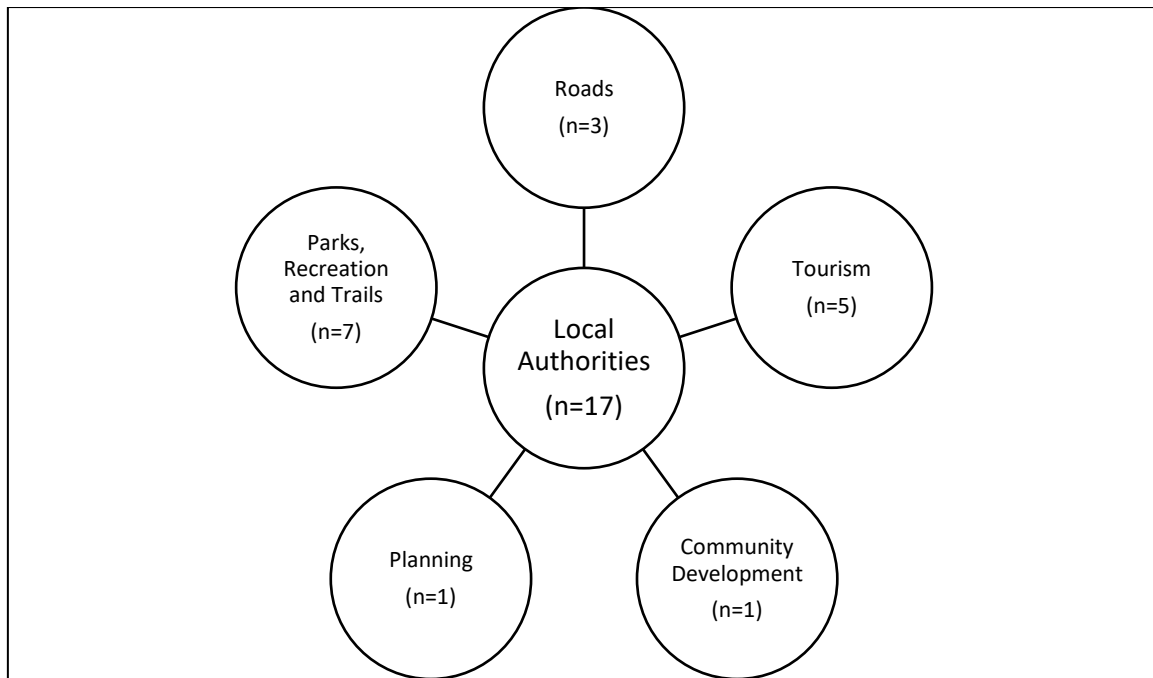 Roads
(n=3)
Parks,
Recreation
and Trails
(n=7)
Tourism
(n=5)
Local
Authorities
(n=17)
Planning
(n=1)
Community
Development
(n=1)